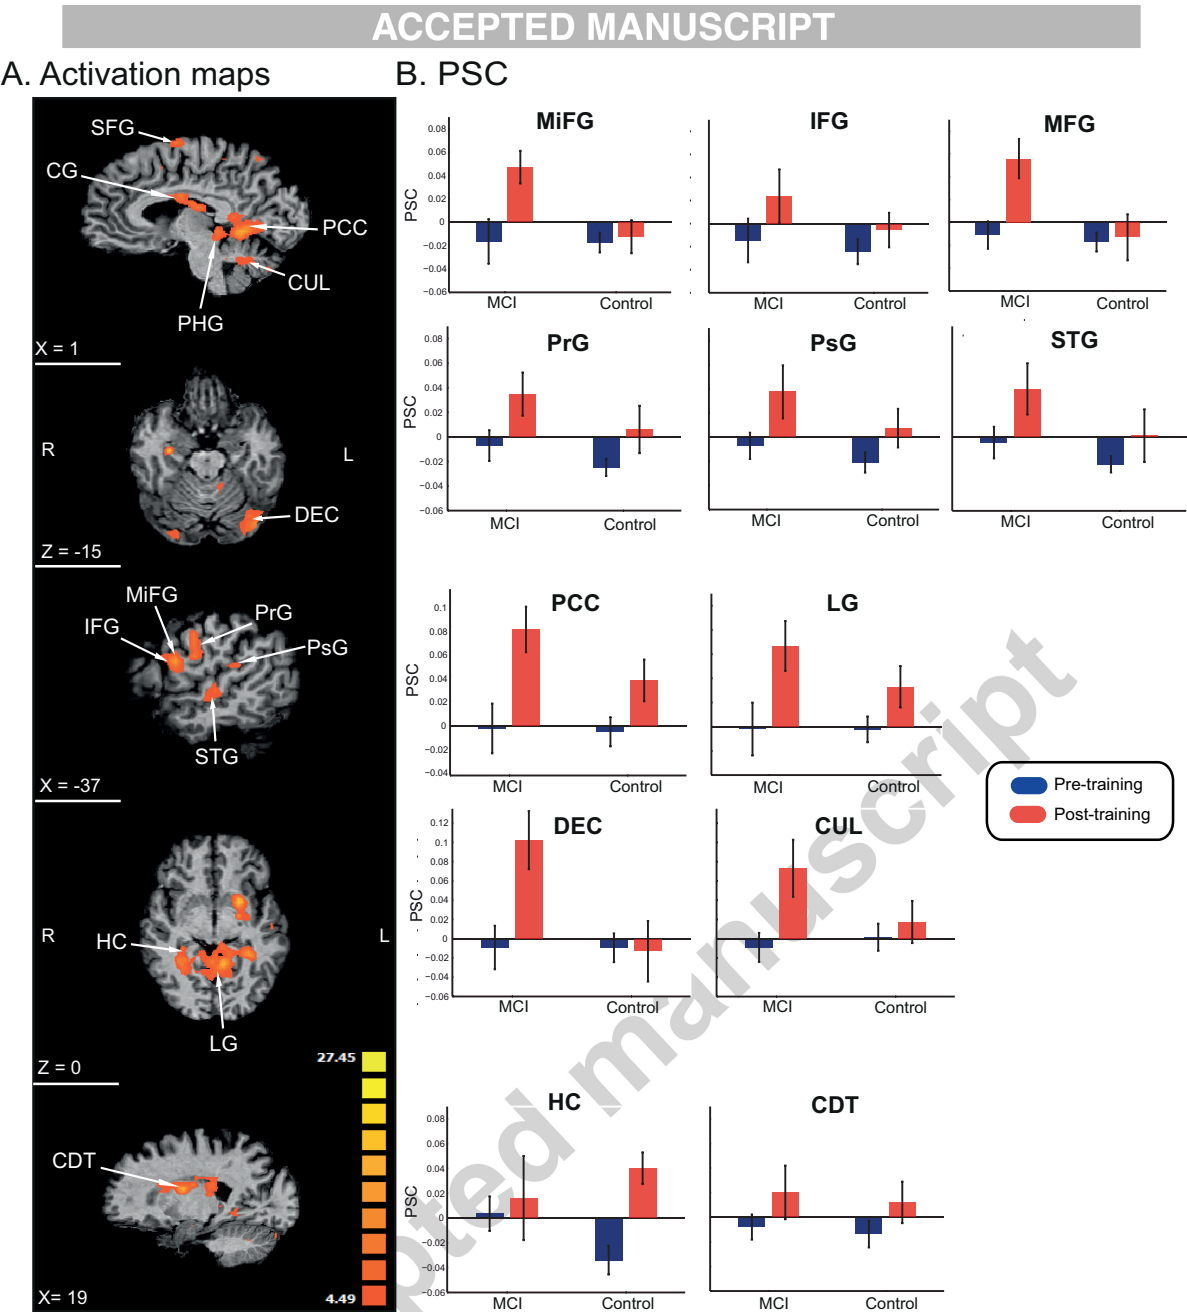 ACCEPTED MANUSCRIPT
A. Activation maps
B. PSC
SFG
CG
PCC
CUL
PHG
X = 1
R
L
DEC
Z = -15
MiFG
IFG
PrG
PsG
STG
X = -37
R
L
HC
LG
Z = 0
27.45
CDT
4.49
X= 19
MiFG
IFG
MFG
0.08
0.06
0.04
0.02
0
−0.02
−0.04
−0.06
PSC
MCI
Control
MCI
Control
MCI
Control
PrG
PsG
STG
0.08
0.06
0.04
0.02
0
−0.02
−0.04
−0.06
PSC
MCI
Control
MCI
Control
MCI
Control
PCC
LG
0.1
0.08
0.06
0.04
0.02
0
−0.02
−0.04
PSC
MCI
Control
MCI
Control
Pre-training
Post-training
DEC
CUL
0.12
0.1
0.08
0.06
0.04
0.02
0
−0.02
−0.04
−0.06
PSC
MCI
Control
MCI
Control
HC
CDT
0.08
0.06
0.04
0.02
0
−0.02
−0.04
−0.06
PSC
MCI
Control
MCI
Control
pted manuscript